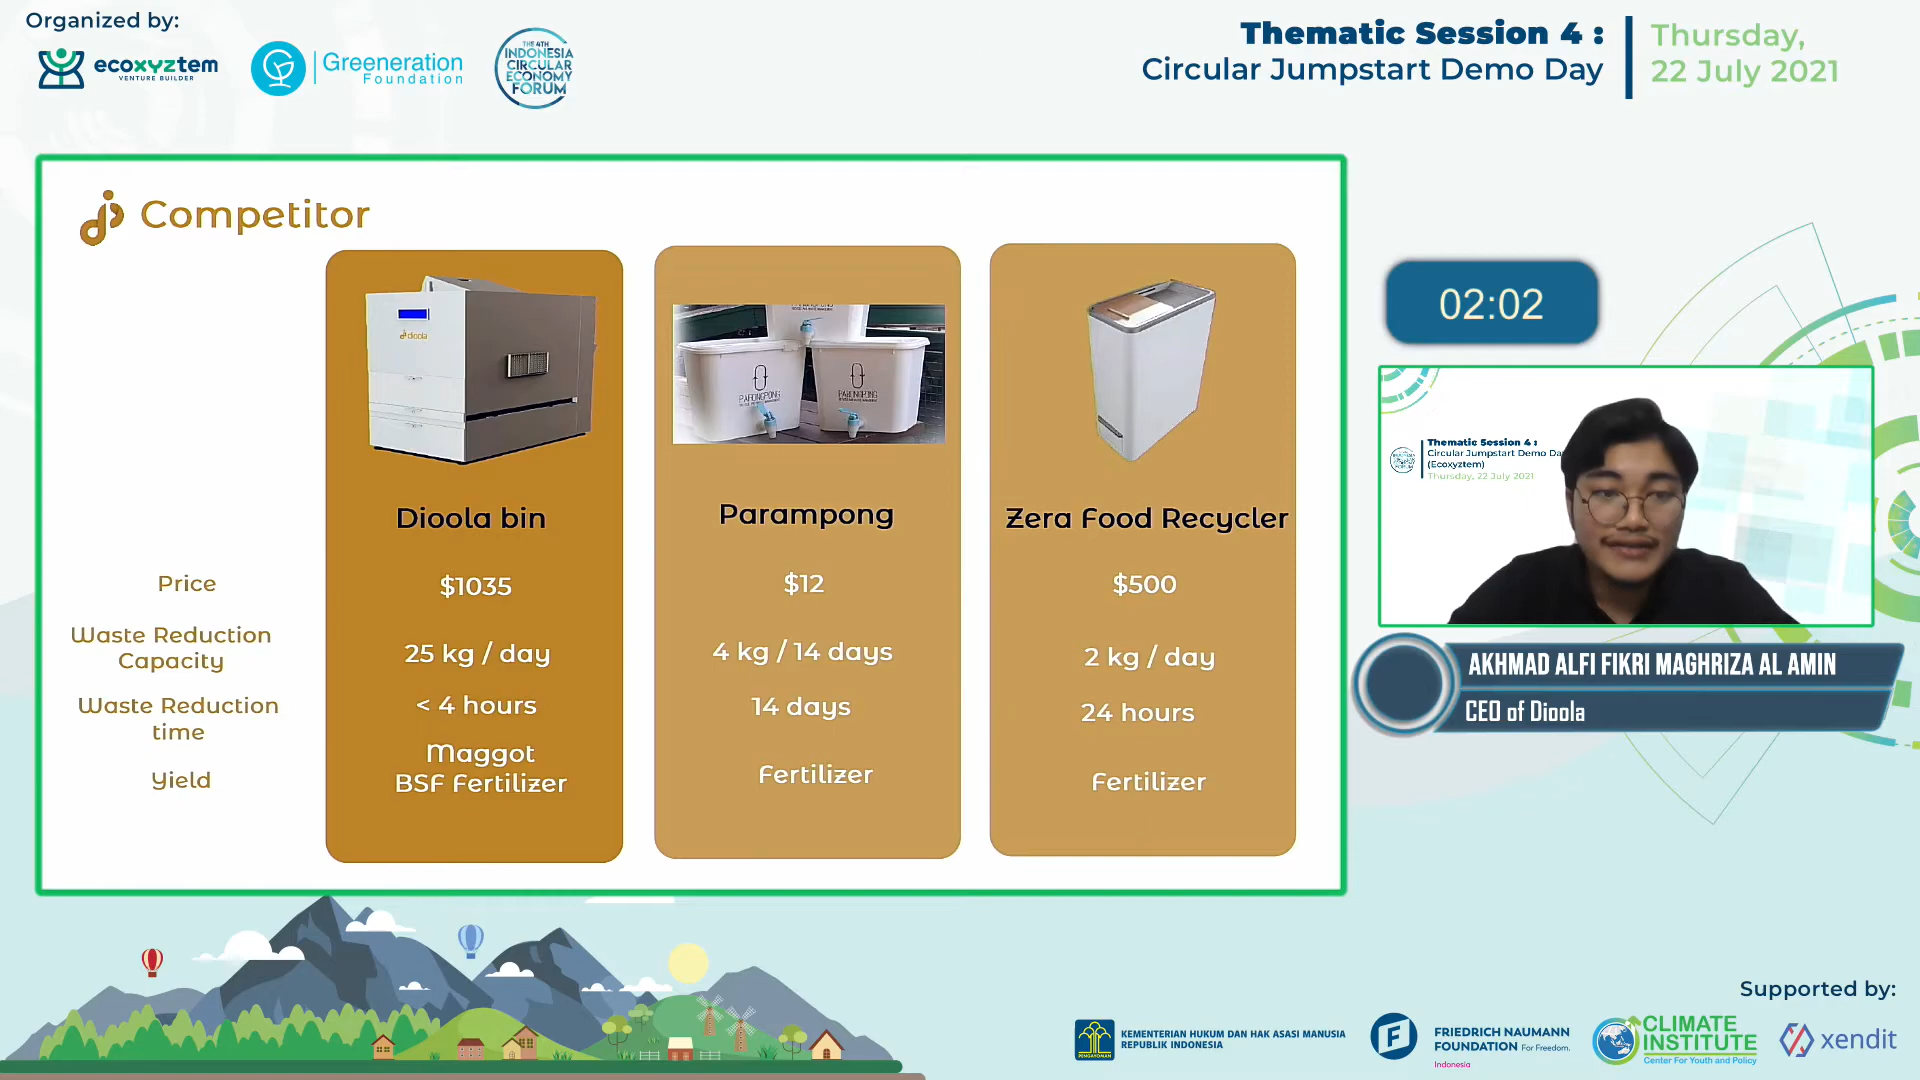 Organized by:
ecoxyztem
VENTURE BUILDER
Greeneration
Foundation
THE 4TH
INDONESIA
CIRCULAR
ECONOMY
FORUM
Thematic Session 4 :
Circular Jumpstart Demo Day
Thursday,
22 July 2021
Competitor
dioola
PARONGPONG
PARONGPONG
Dioola bin
Parampong
Zera Food Recycler
Price
$1035
$12
$500
Waste Reduction
Capacity
25 kg / day
4 kg / 14 days
2 kg / day
Waste Reduction
time
< 4 hours
14 days
24 hours
Yield
Maggot
BSF Fertilizer
Fertilizer
Fertilizer
02:02
Thematic Session 4 :
Circular Jumpstart Demo Da
(Ecoxyztem)
Thursday, 22 July 2021
AKHMAD ALFI FIKRI MAGHRIZA AL AMIN
CEO of Dioola
Supported by:
PENGAYOMAN
KEMENTERIAN HUKUM DAN HAK ASASI MANUSIA
REPUBLIK INDONESIA
FRIEDRICH NAUMANN
FOUNDATION For Freedom.
Indonesia
CLIMATE
INSTITUTE
Center For Youth and Policy
xendit